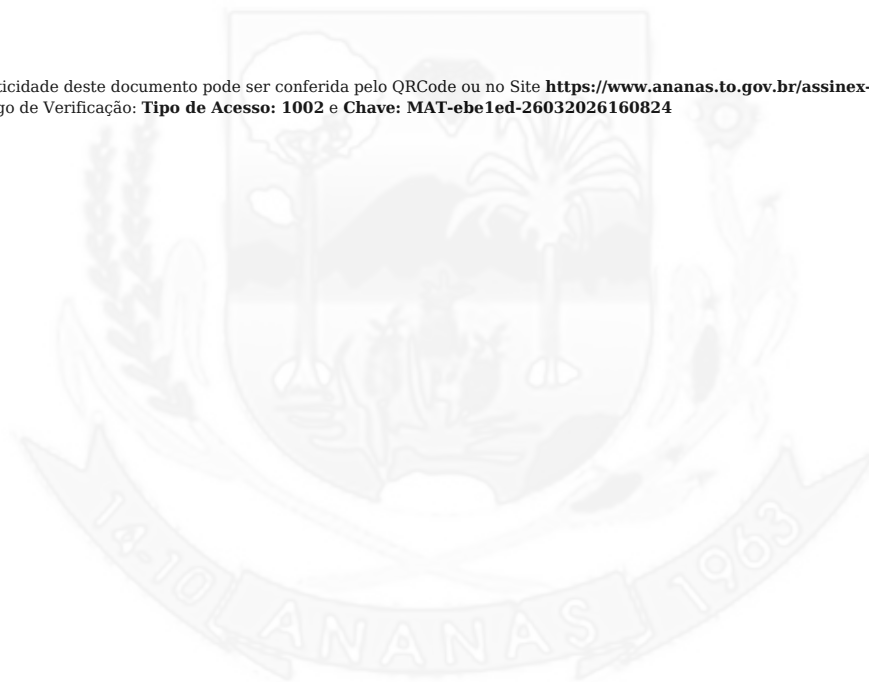 ticidade deste documento pode ser conferida pelo QRCode ou no Site https://www.ananas.to.gov.br/assinex-
go de Verificação: Tipo de Acesso: 1002 e Chave: MAT-ebe1ed-26032026160824
14-10 ANANAS 1963